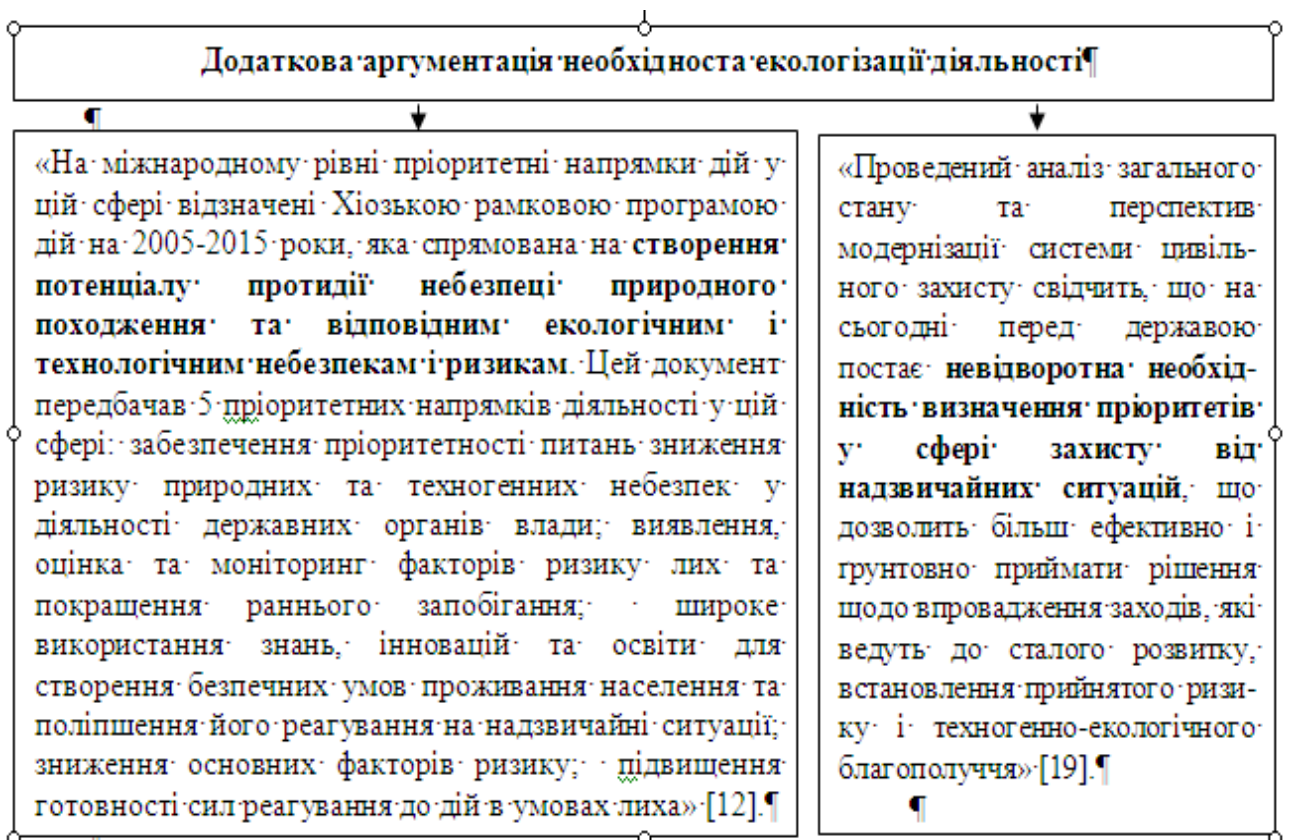 Додаткова аргументація необхідноста екологізації діяльності¶
¶
«На міжнародному рівні пріоритетні напрямки дій у
цій сфері відзначені Хіозькою рамковою програмою
дій на 2005-2015 роки, яка спрямована на створення
потенціалу протидії небезпеці природного
походження та відповідним екологічним і
технологічним небезпекам і ризикам. Цей документ
передбачав 5 пріоритетних напрямків діяльності у цій
сфері: забезпечення пріоритетності питань зниження
ризику природних та техногенних небезпек у
діяльності державних органів влади; виявлення,
оцінка та моніторинг факторів ризику лих та
покращення раннього запобігання; широке
використання знань, інновацій та освіти для
створення безпечних умов проживання населення та
поліпшення його реагування на надзвичайні ситуації;
зниження основних факторів ризику; підвищення
готовності сил реагування до дій в умовах лиха» [12].¶
«Проведений аналіз загального
стану та перспектив
модернізації системи цивіль-
ного захисту свідчить, що на
сьогодні перед державою
постає невідворотна необхід-
ність визначення пріоритетів
у сфері захисту від
надзвичайних ситуацій, що
дозволить більш ефективно і
ґрунтовно приймати рішення
щодо впровадження заходів, які
ведуть до сталого розвитку,
встановлення прийнятого ризи-
ку і техногенно-екологічного
благополуччя» [19].¶
¶